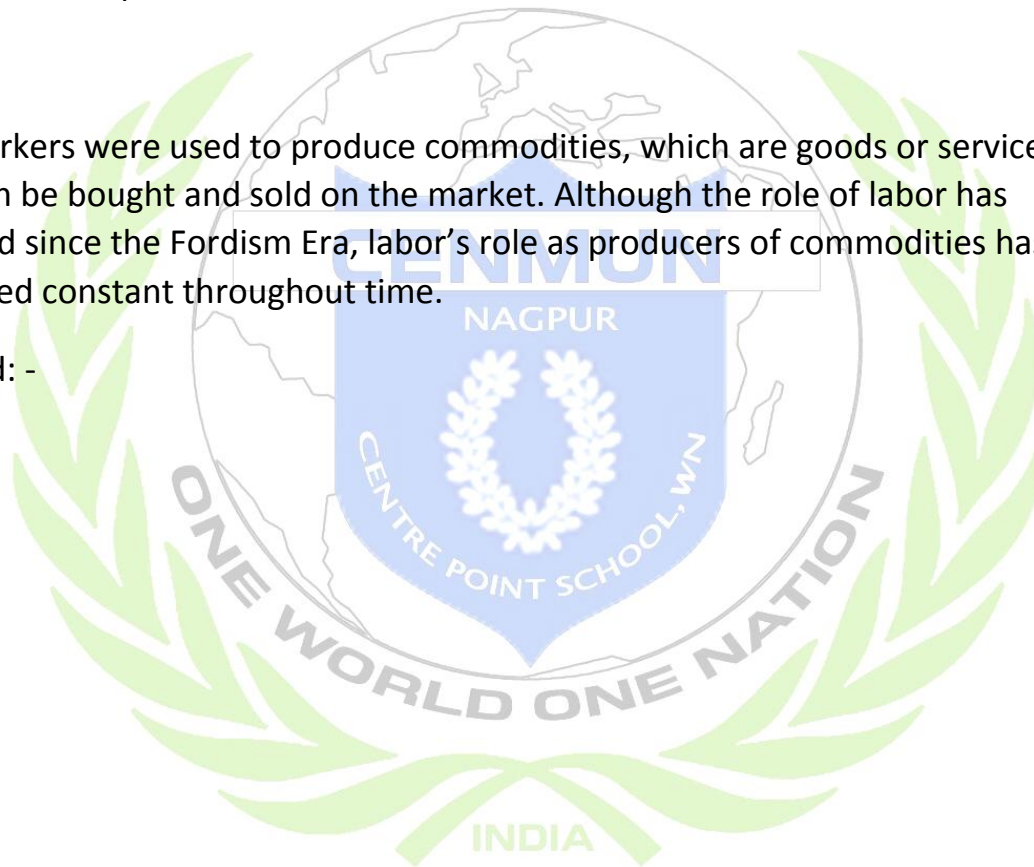 rkers were used to produce commodities, which are goods or service
n be bought and sold on the market. Although the role of labor has
d since the Fordism Era, labor's role as producers of commodities ha
ed constant throughout time.
d: -
CENMUN
NAGPUR
CENTRE POINT SCHOOL, WN
ONE WORLD ONE NATION
INDIA